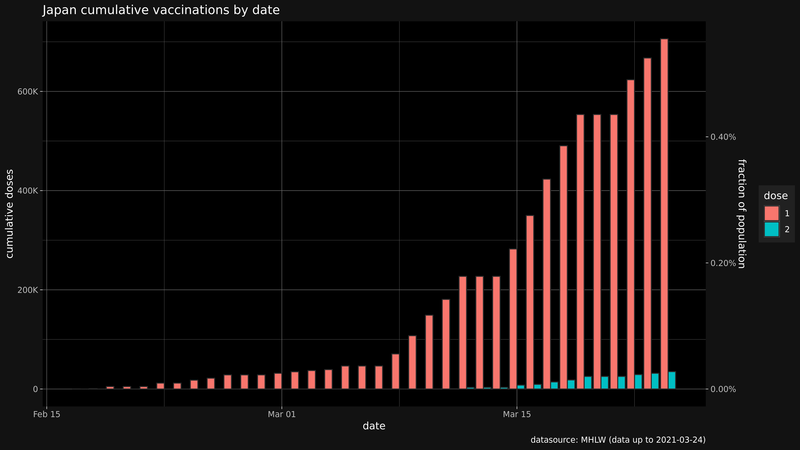 Japan cumulative vaccinations by date
cumulative doses
600K
400K
200K
0
0.40%
0.20%
0.00%
fraction of population
dose
1
2
Feb 15
Mar 01
Mar 15
date
datasource: MHLW (data up to 2021-03-24)